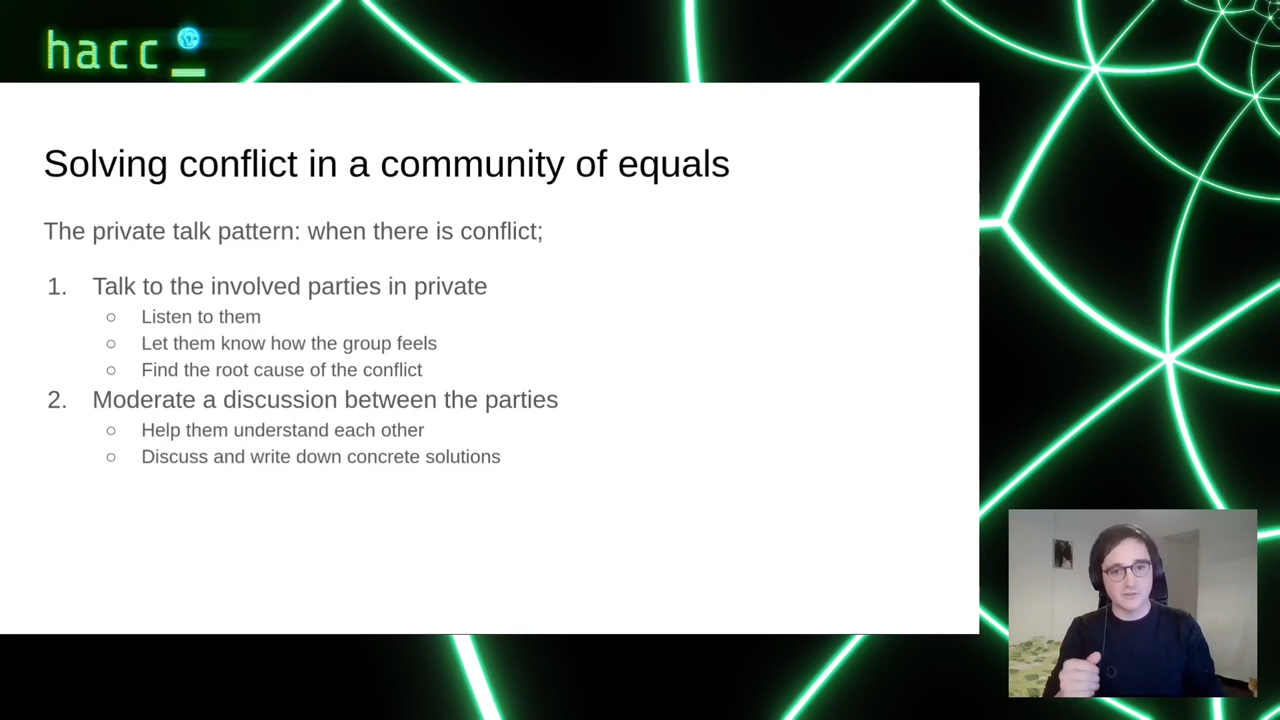 hacc_
Solving conflict in a community of equals
The private talk pattern: when there is conflict;
1. Talk to the involved parties in private
○ Listen to them
○ Let them know how the group feels
○ Find the root cause of the conflict
2. Moderate a discussion between the parties
○ Help them understand each other
○ Discuss and write down concrete solutions